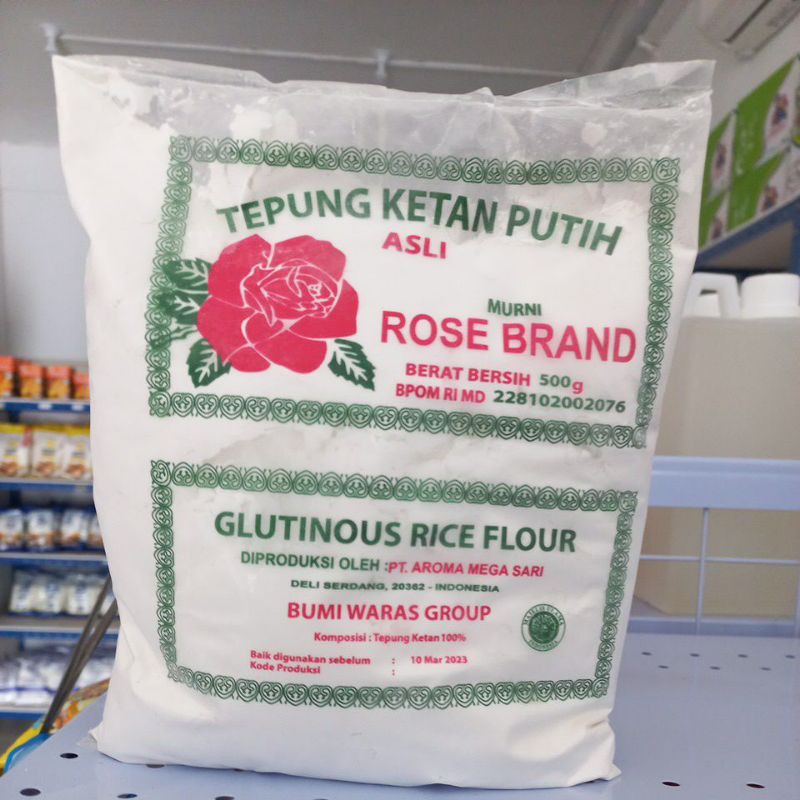 TEPUNG KETAN PUTIH
ASLI
MURNI
ROSE BRAND
BERAT BERSIH 500g
BPOM RI MD 228102002076
GLUTINOUS RICE FLOUR
DIPRODUKSI OLEH :PT. AROMA MEGA SARI
DELI SERDANG, 20362 - INDONESIA
BUMI WARAS GROUP
Komposisi : Tepung Ketan 100%
Baik digunakan sebelum : 10 Mar 2023
Kode Produksi :